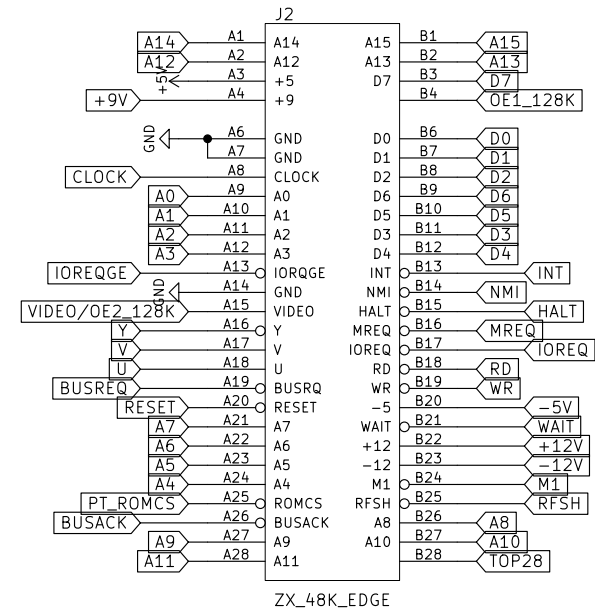 J2
A14 A1 A14 A15 B1 A15
A12 A2 A12 A13 B2 A13
+5V A3 +5 D7 B3 D7
+9V A4 +9 B4 OE1_128K
GND A6 GND D0 B6 D0
A7 GND D1 B7 D1
CLOCK A8 CLOCK D2 B8 D2
A0 A9 A0 D6 B9 D6
A1 A10 A1 D5 B10 D5
A2 A11 A2 D3 B11 D3
A3 A12 A3 D4 B12 D4
IOREQGE A13 IORQGE INT B13 INT
GND A14 GND NMI B14 NMI
VIDEO/OE2_128K A15 VIDEO HALT B15 HALT
Y A16 Y MREQ B16 MREQ
V A17 V IOREQ B17 IOREQ
U A18 U RD B18 RD
BUSREQ A19 BUSRQ WR B19 WR
RESET A20 RESET -5 B20 -5V
A7 A21 A7 WAIT B21 WAIT
A6 A22 A6 +12 B22 +12V
A5 A23 A5 -12 B23 -12V
A4 A24 A4 M1 B24 M1
PT_ROMCS A25 ROMCS RFSH B25 RFSH
BUSACK A26 BUSACK A8 B26 A8
A9 A27 A9 A10 B27 A10
A11 A28 A11 B28 TOP28
ZX_48K_EDGE